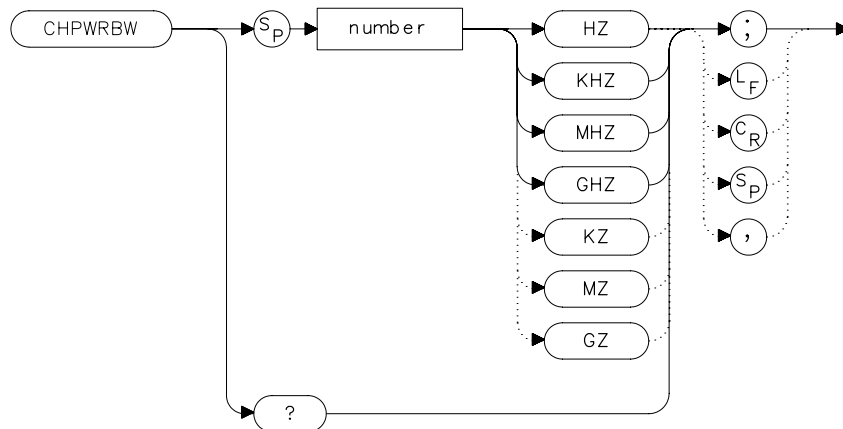 CHPWRBW SP number HZ ;
KHZ LF
MHZ CR
GHZ SP
KZ ,
MZ
GZ
?